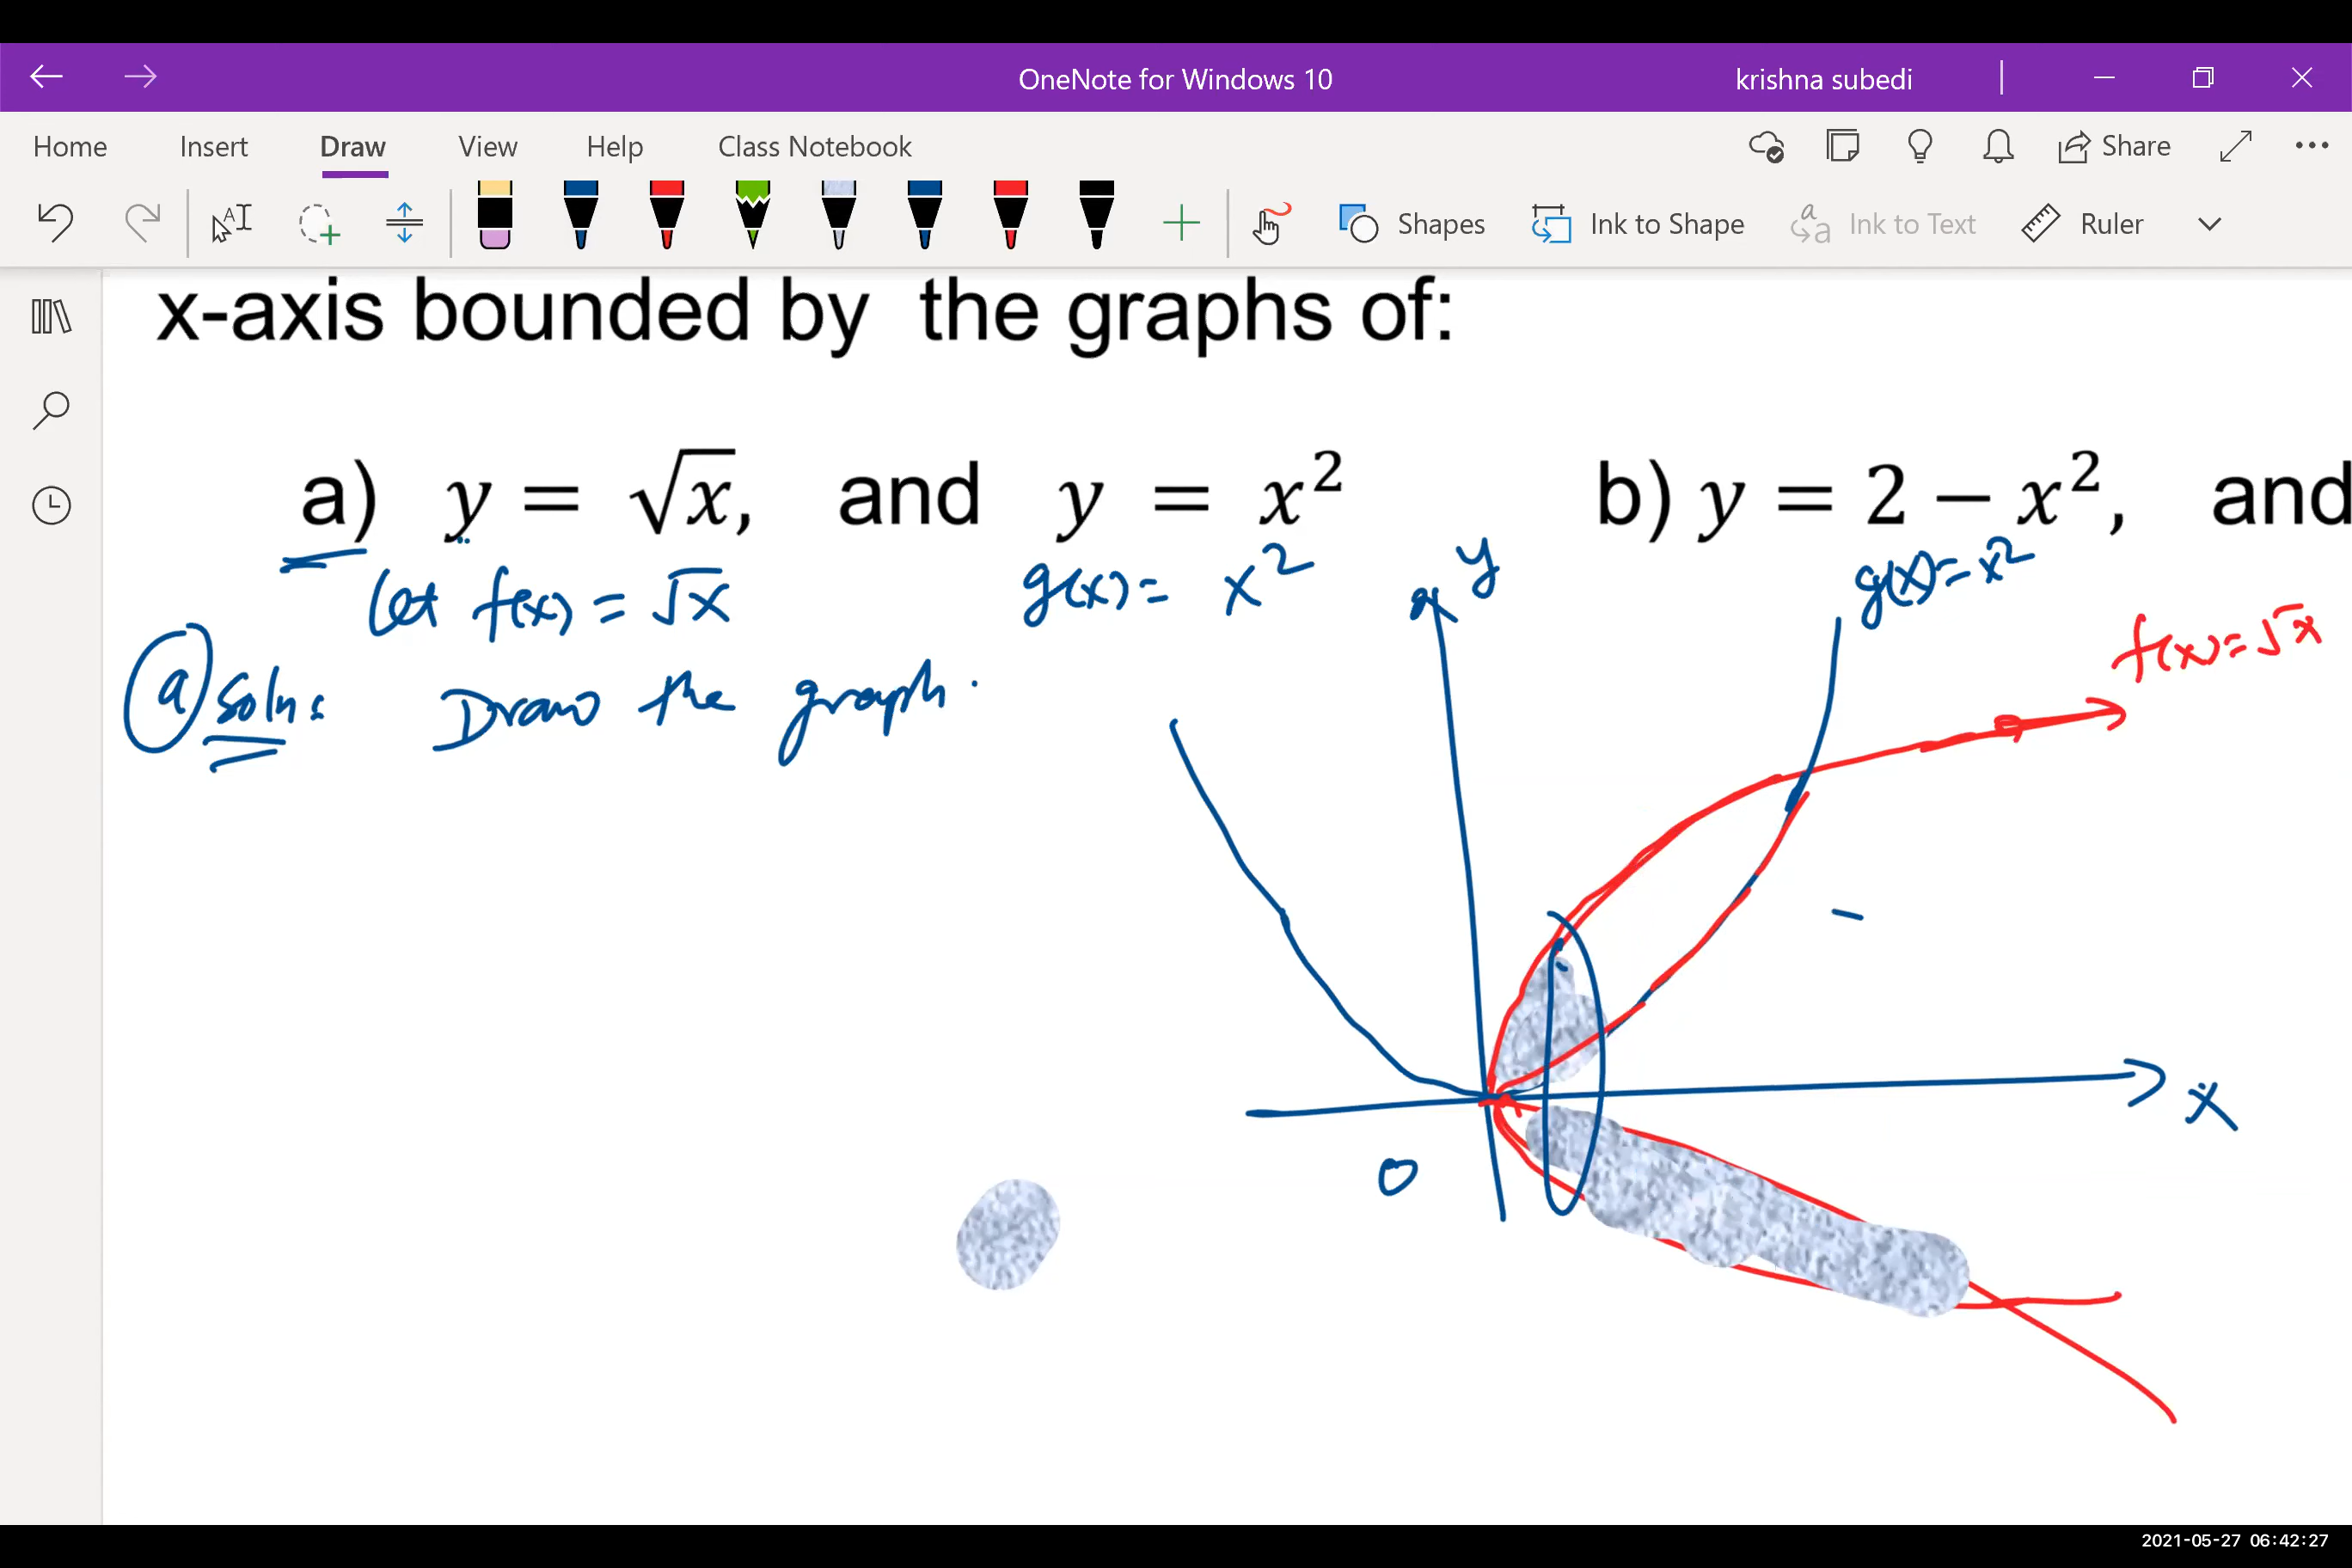 OneNote for Windows 10
krishna subedi
Home Insert Draw View Help Class Notebook Share
AI Shapes Ink to Shape Ink to Text Ruler
x-axis bounded by the graphs of:
a) y = √x, and y = x² b) y = 2 − x², and
let f(x) = √x g(x) = x²
y
g(x) = x²
f(x) = √x
a) soln: Draw the graph.
x
0
2021-05-27 06:42:27